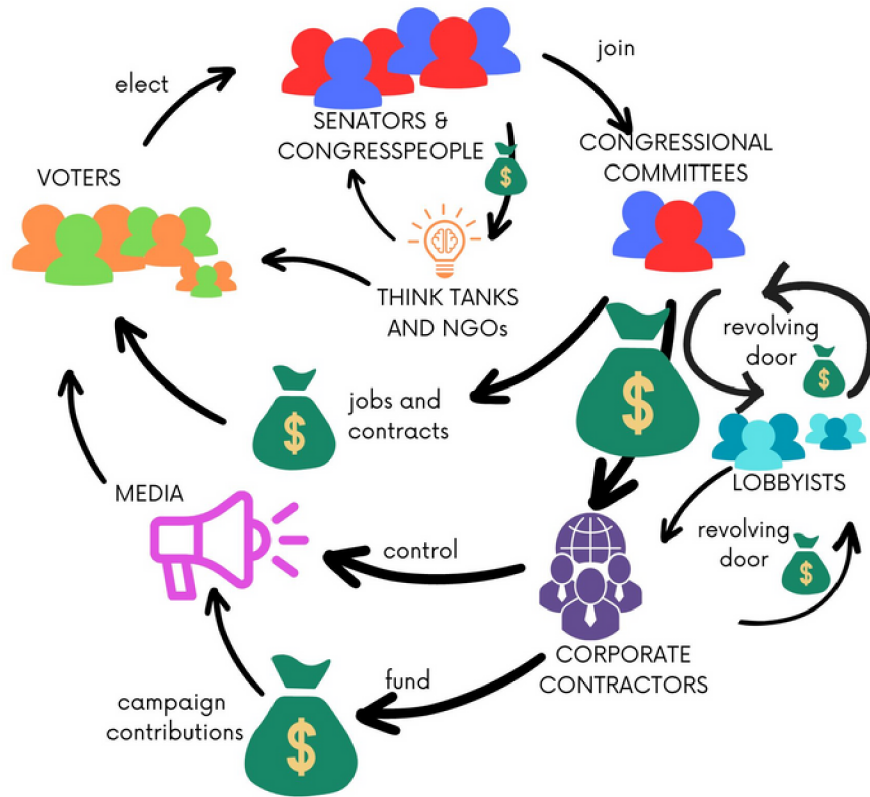 elect
join
SENATORS &
CONGRESSPEOPLE
$
CONGRESSIONAL
COMMITTEES
VOTERS
THINK TANKS
AND NGOs
revolving
door
$
$
jobs and
contracts
$
LOBBYISTS
MEDIA
control
revolving
door
$
CORPORATE
CONTRACTORS
fund
campaign
contributions
$